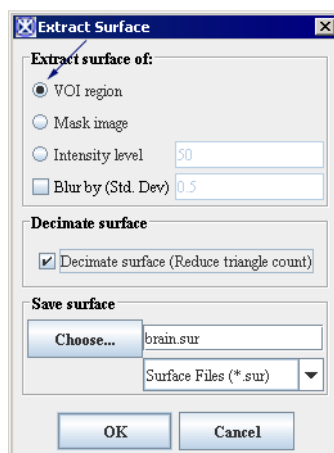 Extract Surface
Extract surface of:
VOI region
Mask image
Intensity level 50
Blur by (Std. Dev) 0.5
Decimate surface
Decimate surface (Reduce triangle count)
Save surface
Choose... brain.sur
Surface Files (*.sur)
OK Cancel